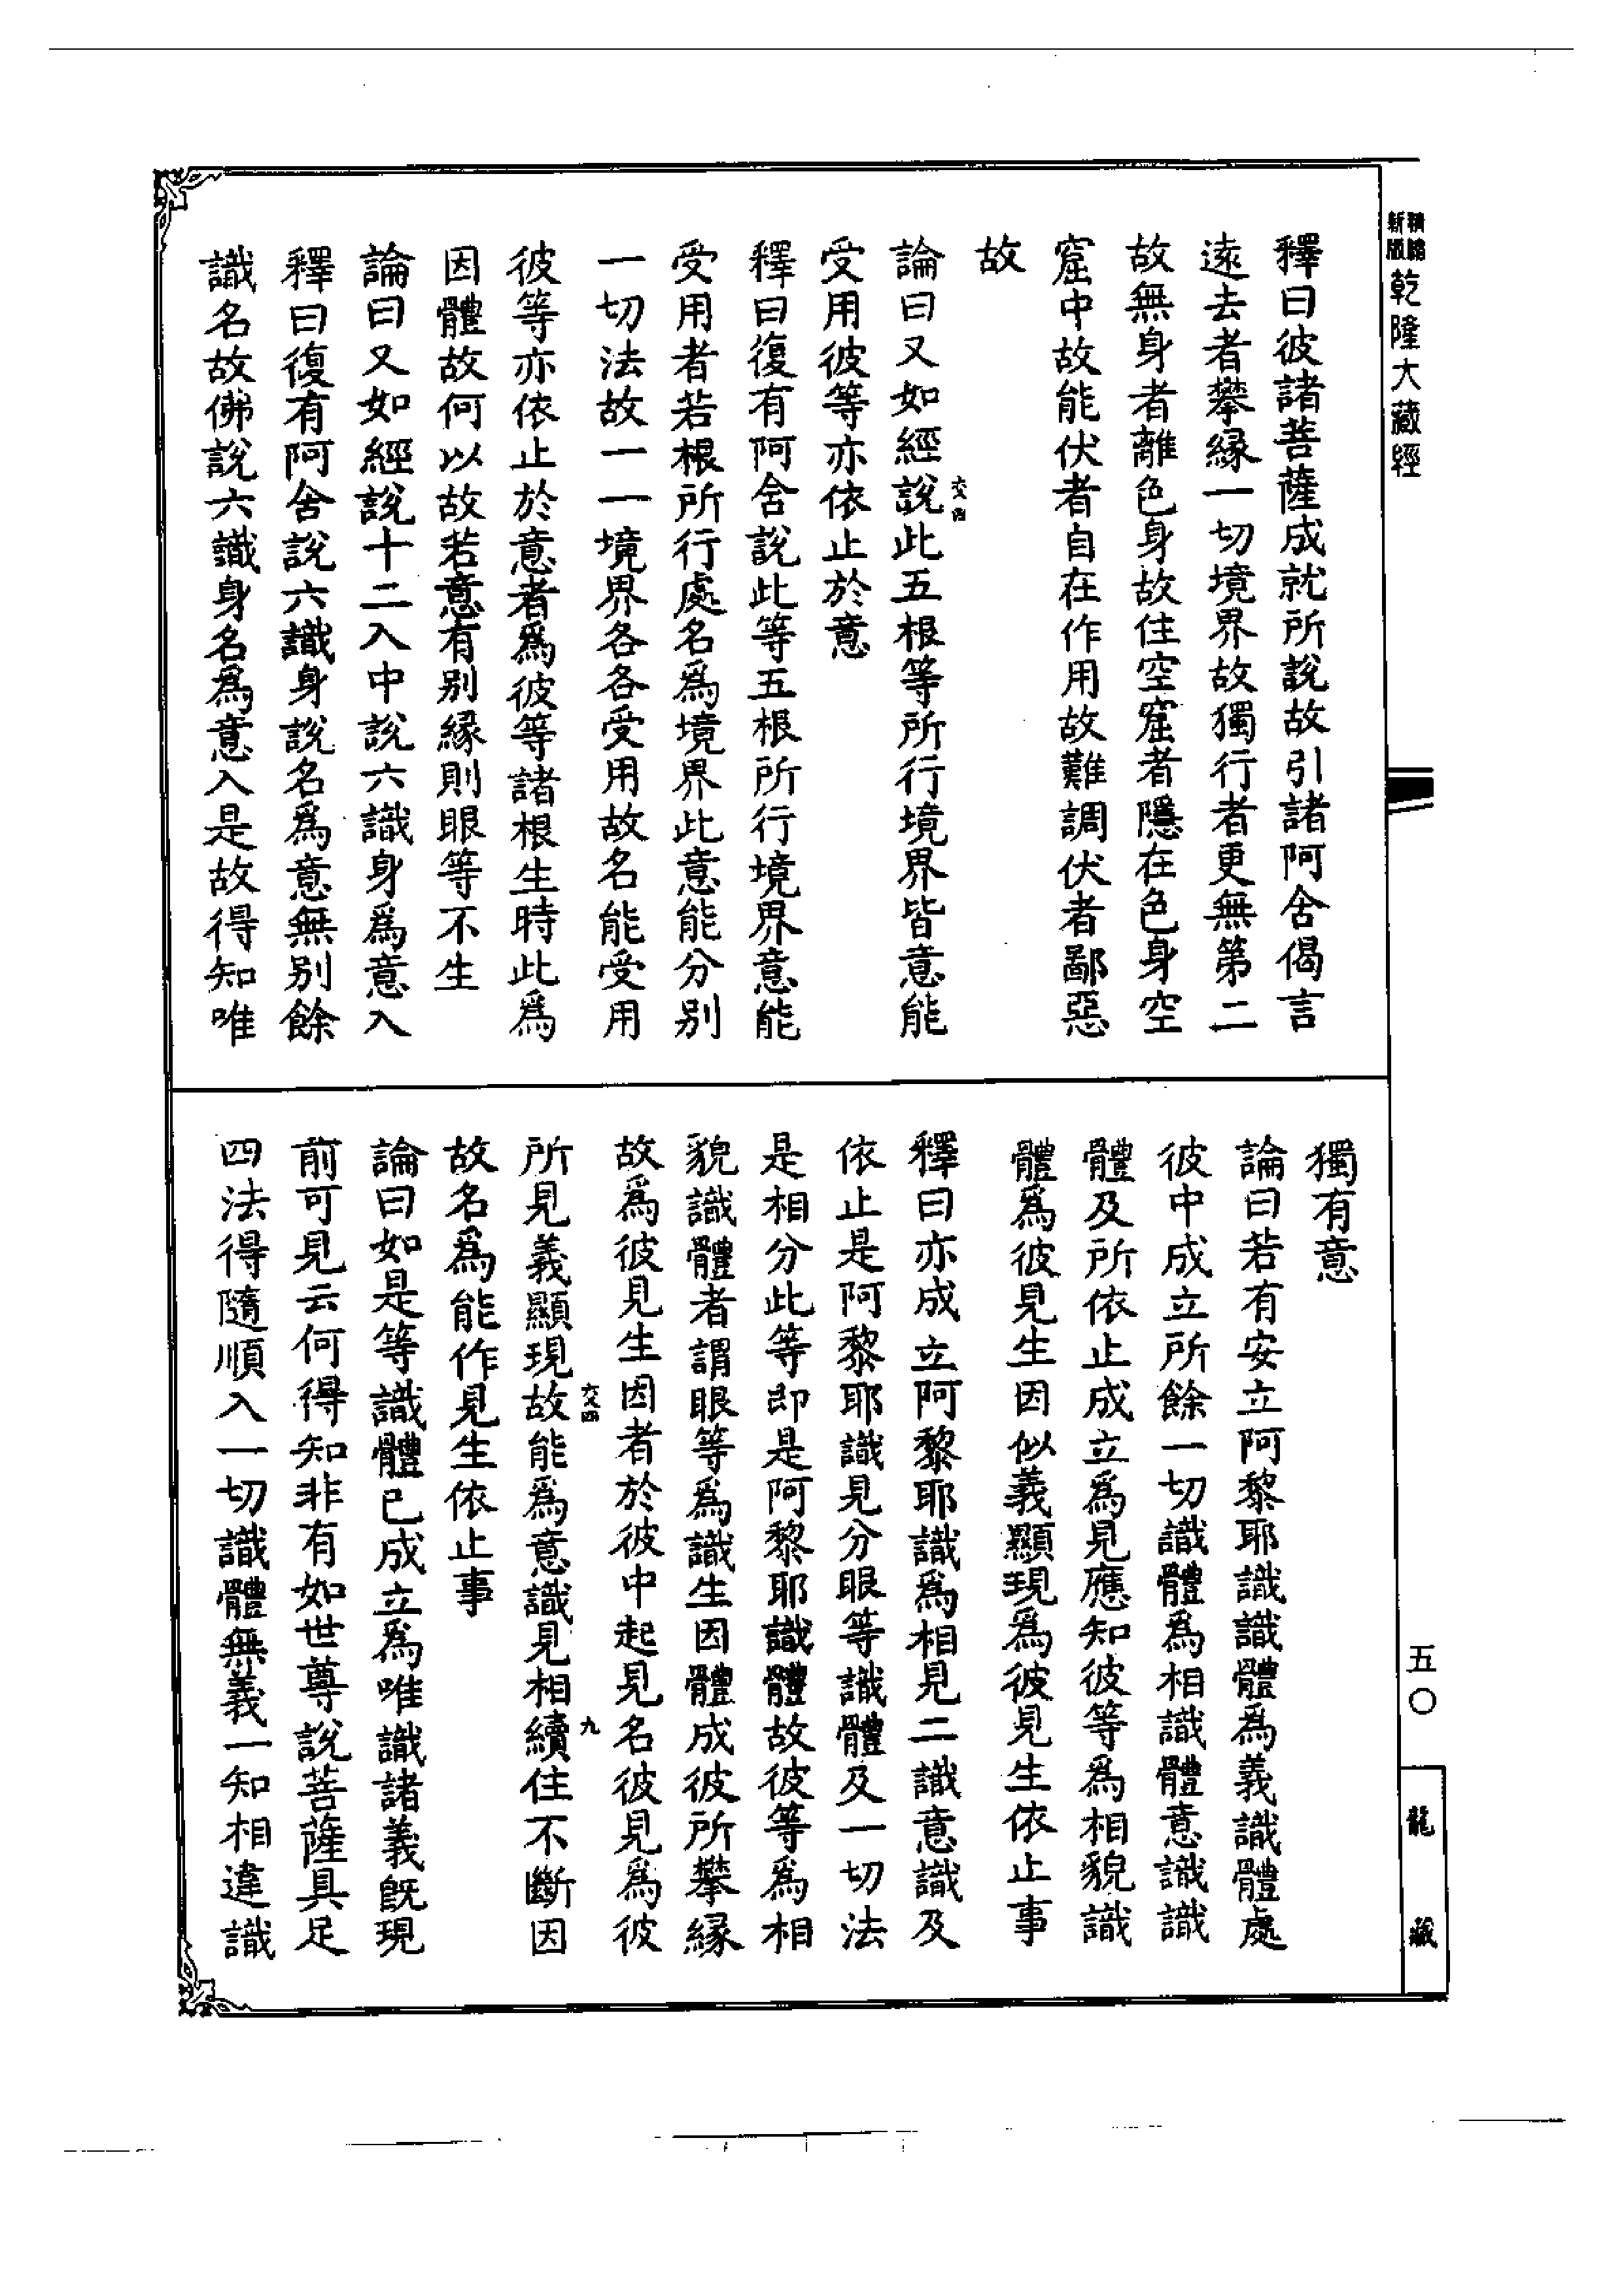 精編
新版
乾隆大藏經
釋曰彼諸菩薩成就所說故引諸阿舍偈言
遠去者攀緣一切境界故獨行者更無第二
故無身者離色身故住空窟者隱在色身空
窟中故能伏者自在作用故難調伏者鄙惡
故
論曰又如經說此五根等所行境界皆意能
交四
受用彼等亦依止於意
釋曰復有阿舍說此等五根所行境界意能
受用者若根所行處名爲境界此意能分別
一切法故一一境界各各受用故名能受用
彼等亦依止於意者爲彼等諸根生時此爲
因體故何以故若意有別緣則眼等不生
論曰又如經說十二入中說六識身爲意入
釋曰復有阿舍說六識身說名爲意無別餘
識名故佛說六識身名爲意入是故得知唯
獨有意
論曰若有安立阿黎耶識識體爲義識體處
彼中成立所餘一切識體爲相識體意識識
體及所依止成立爲見應知彼等爲相貌識
體爲彼見生因似義顯現爲彼見生依止事
釋曰亦成立阿黎耶識爲相見二識意識及
依止是阿黎耶識見分眼等識體及一切法
是相分此等即是阿黎耶識體故彼等爲相
貌識體者謂眼等爲識生因體成彼所攀緣
故爲彼見生因者於彼中起見名彼見爲彼
所見義顯現故能爲意識見相續住不斷因
交四
九
故名爲能作見生依止事
論曰如是等識體已成立爲唯識諸義既現
前可見云何得知非有如世尊說菩薩具足
四法得隨順入一切識體無義一知相違識
五〇
龍藏